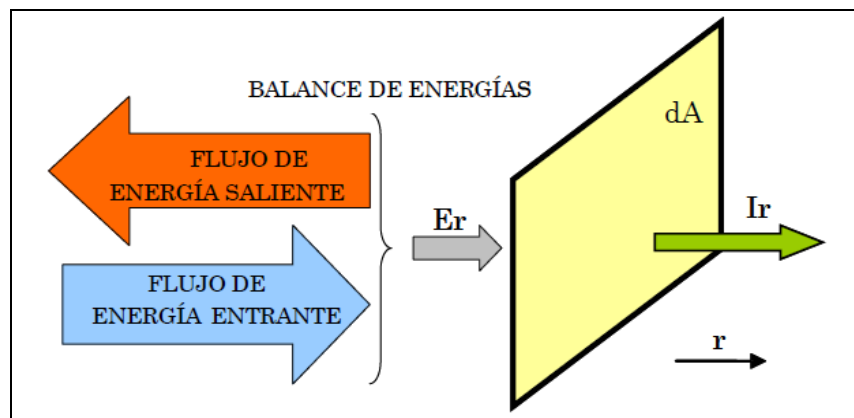 BALANCE DE ENERGÍAS
FLUJO DE
ENERGÍA SALIENTE
FLUJO DE
ENERGÍA ENTRANTE
Er
dA
Ir
r